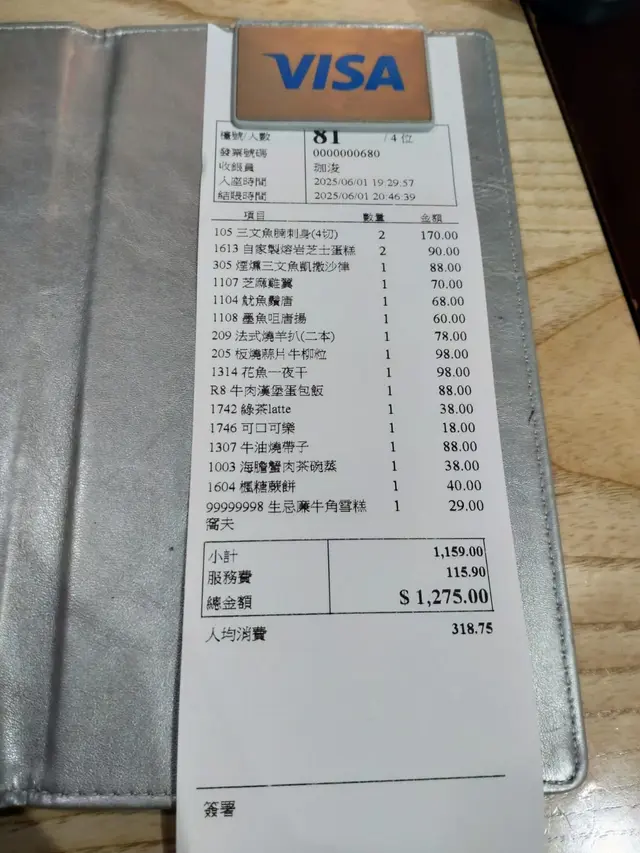 VISA
檯號/人數 81 /4 位
發票號碼 0000000680
收銀員 珈浚
入座時間 2025/06/01 19:29:57
結賬時間 2025/06/01 20:46:39
項目 數量 金額
105 三文魚腩刺身(4切) 2 170.00
1613 自家製熔岩芝士蛋糕 2 90.00
305 煙燻三文魚凱撒沙律 1 88.00
1107 芝麻雞翼 1 70.00
1104 魷魚鬚唐 1 68.00
1108 墨魚咀唐揚 1 60.00
209 法式燒羊扒(二本) 1 78.00
205 板燒蒜片牛柳粒 1 98.00
1314 花魚一夜干 1 98.00
R8 牛肉漢堡蛋包飯 1 88.00
1742 綠茶latte 1 38.00
1746 可口可樂 1 18.00
1307 牛油燒帶子 1 88.00
1003 海膽蟹肉茶碗蒸 1 38.00
1604 楓糖蕨餅 1 40.00
99999998 生忌廉牛角雪糕 1 29.00
窩夫
小計 1,159.00
服務費 115.90
總金額 $ 1,275.00
人均消費 318.75
簽署